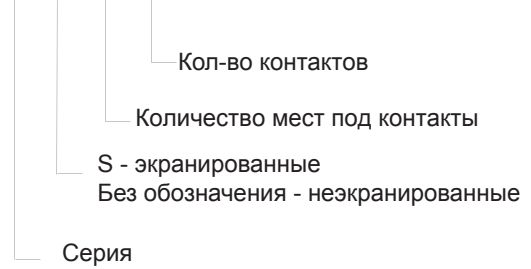 Кол-во контактов
Количество мест под контакты
S - экранированные
Без обозначения - неэкранированные
Серия